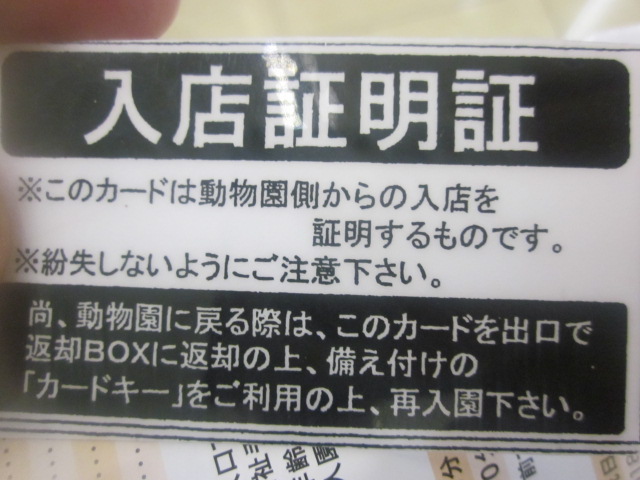 入店証明証
※このカードは動物園側からの入店を
証明するものです。
※紛失しないようにご注意下さい。
尚、動物園に戻る際は、このカードを出口で
返却BOXに返却の上、備え付けの
「カードキー」をご利用の上、再入園下さい。